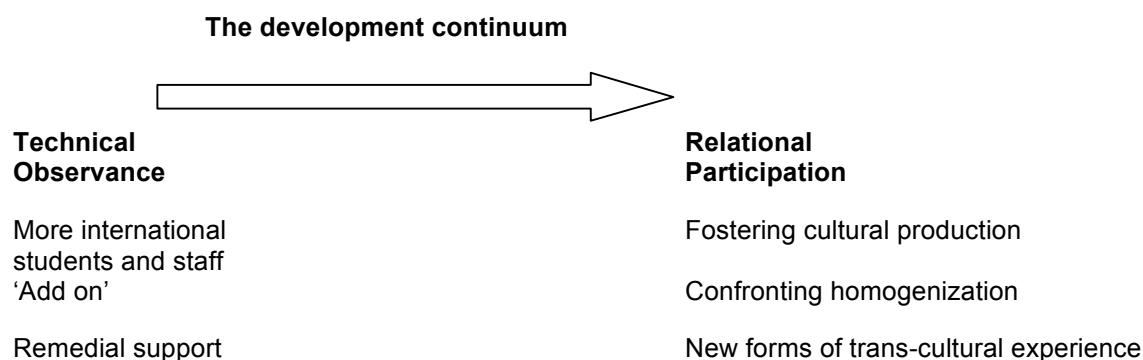 The development continuum
Technical
Observance
More international
students and staff
‘Add on’
Remedial support
Relational
Participation
Fostering cultural production
Confronting homogenization
New forms of trans-cultural experience